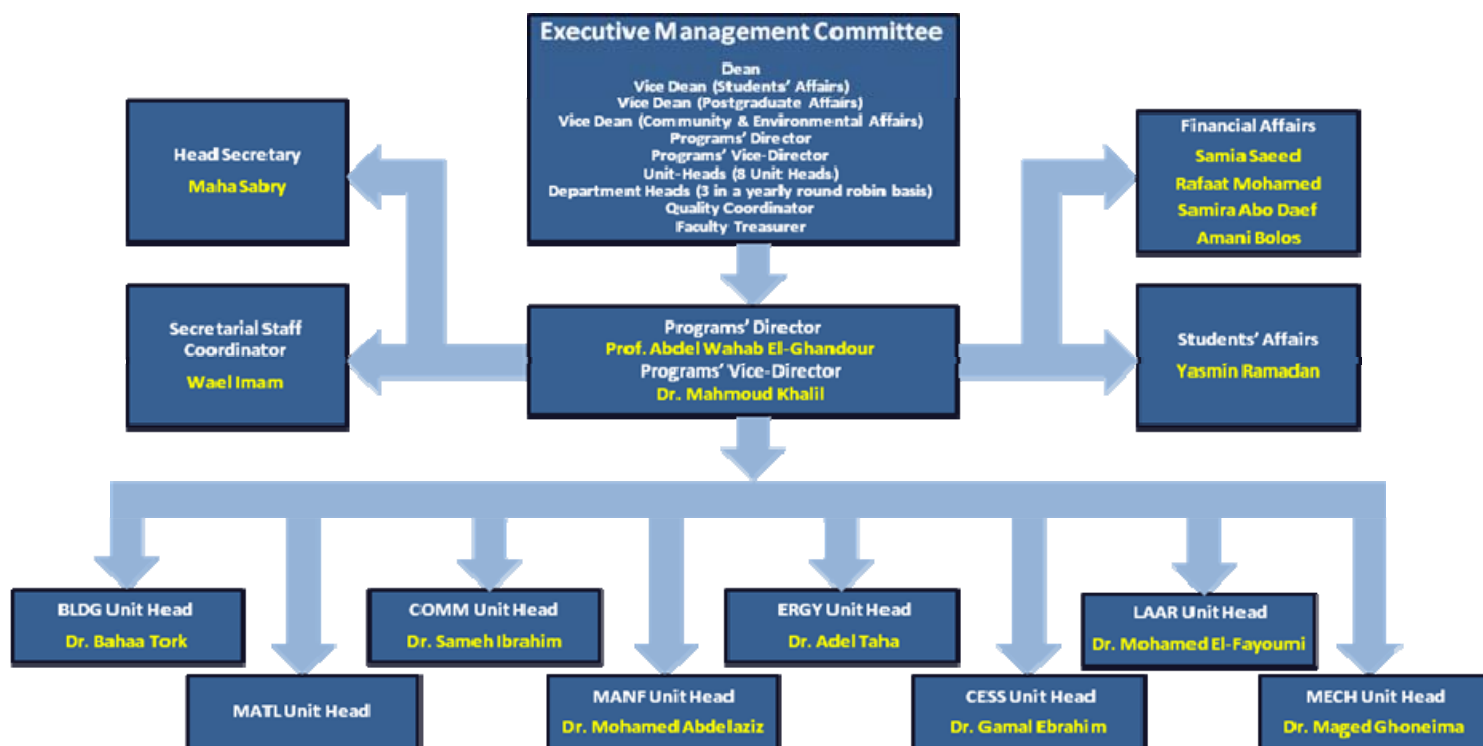 Executive Management Committee
Dean
Vice Dean (Students' Affairs)
Vice Dean (Postgraduate Affairs)
Vice Dean (Community & Environmental Affairs)
Programs' Director
Programs' Vice-Director
Unit-Heads (8 Unit Heads)
Department Heads (3 in a yearly round robin basis)
Quality Coordinator
Faculty Treasurer
Head Secretary
Maha Sabry
Financial Affairs
Samia Saeed
Rafaat Mohamed
Samira Abo Daef
Amani Bolos
Secretarial Staff
Coordinator
Wael Imam
Programs' Director
Prof. Abdel Wahab El-Ghandour
Programs' Vice-Director
Dr. Mahmoud Khalil
Students' Affairs
Yasmin Ramadan
BLDG Unit Head
Dr. Bahaa Tork
COMM Unit Head
Dr. Sameh Ibrahim
ERGY Unit Head
Dr. Adel Taha
LAAR Unit Head
Dr. Mohamed El-Fayoumi
MATL Unit Head
MANF Unit Head
Dr. Mohamed Abdelaziz
CESS Unit Head
Dr. Gamal Ebrahim
MECH Unit Head
Dr. Maged Ghoneima